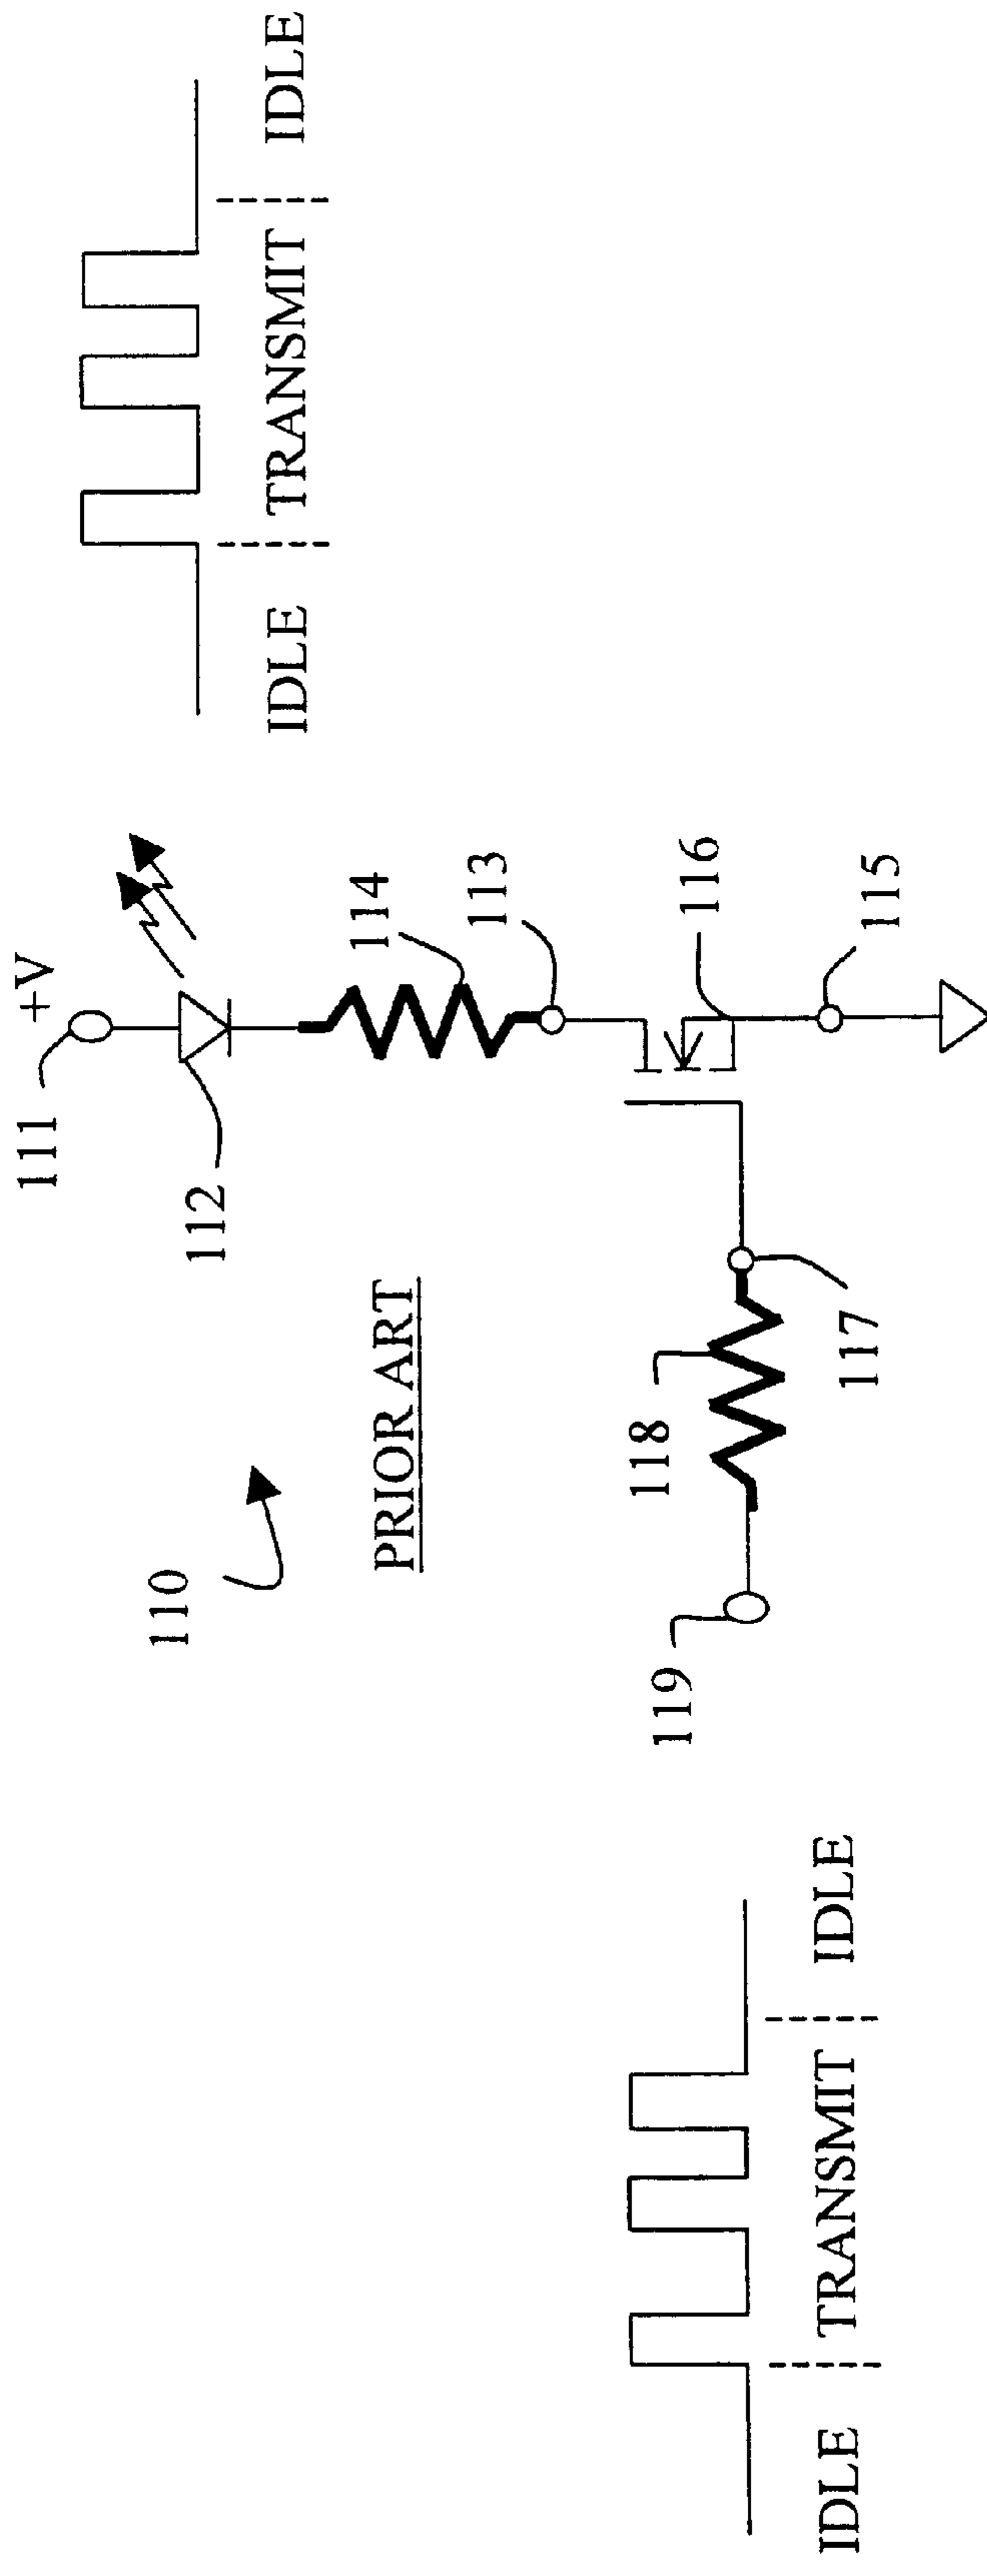 IDLE
TRANSMIT
IDLE
119
118
117
110
PRIOR ART
111
+V
112
114
113
116
115
IDLE
TRANSMIT
IDLE